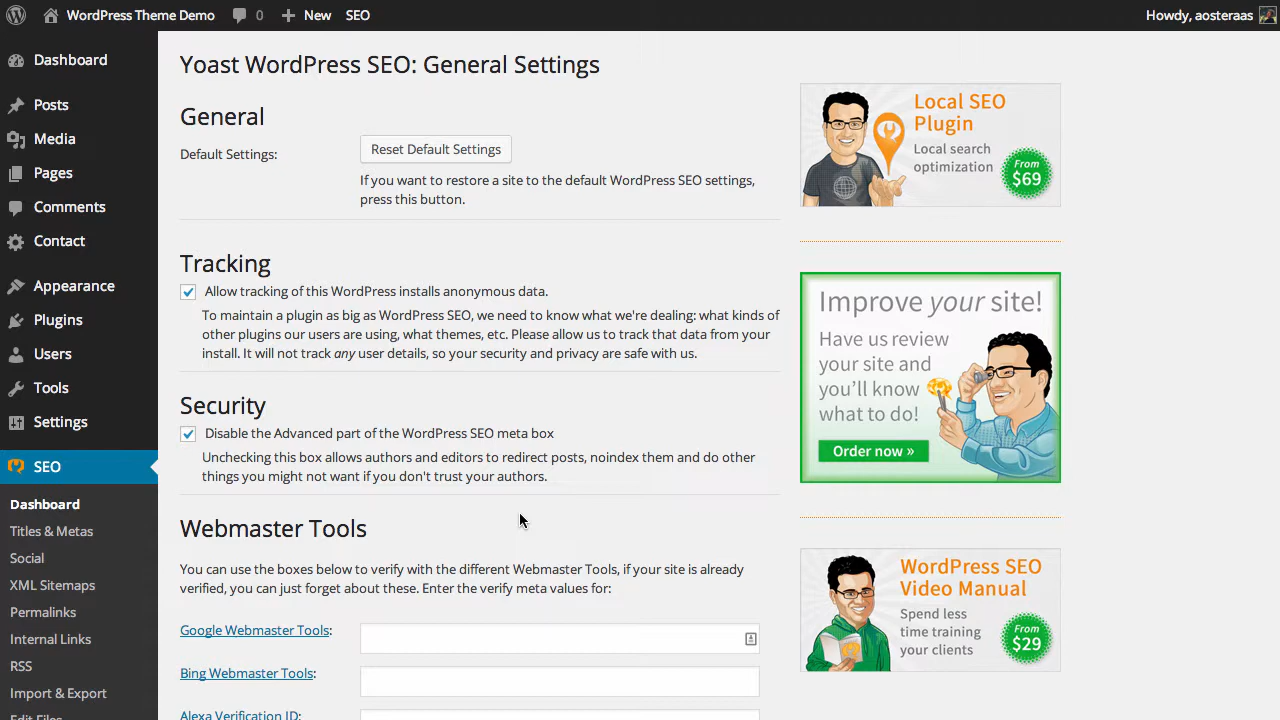 WordPress Theme Demo
0
New
SEO
Howdy, aosteraas
Dashboard
Posts
Media
Pages
Comments
Contact
Appearance
Plugins
Users
Tools
Settings
SEO
Dashboard
Titles & Metas
Social
XML Sitemaps
Permalinks
Internal Links
RSS
Import & Export
Edit Files
Yoast WordPress SEO: General Settings
General
Default Settings:
Reset Default Settings
If you want to restore a site to the default WordPress SEO settings,
press this button.
Tracking
Allow tracking of this WordPress installs anonymous data.
To maintain a plugin as big as WordPress SEO, we need to know what we're dealing: what kinds of
other plugins our users are using, what themes, etc. Please allow us to track that data from your
install. It will not track any user details, so your security and privacy are safe with us.
Security
Disable the Advanced part of the WordPress SEO meta box
Unchecking this box allows authors and editors to redirect posts, noindex them and do other
things you might not want if you don't trust your authors.
Webmaster Tools
You can use the boxes below to verify with the different Webmaster Tools, if your site is already
verified, you can just forget about these. Enter the verify meta values for:
Google Webmaster Tools:
Bing Webmaster Tools:
Alexa Verification ID:
Local SEO
Plugin
Local search
optimization
From
$69
Improve your site!
Have us review
your site and
you'll know
what to do!
Order now »
WordPress SEO
Video Manual
Spend less
time training
your clients
From
$29